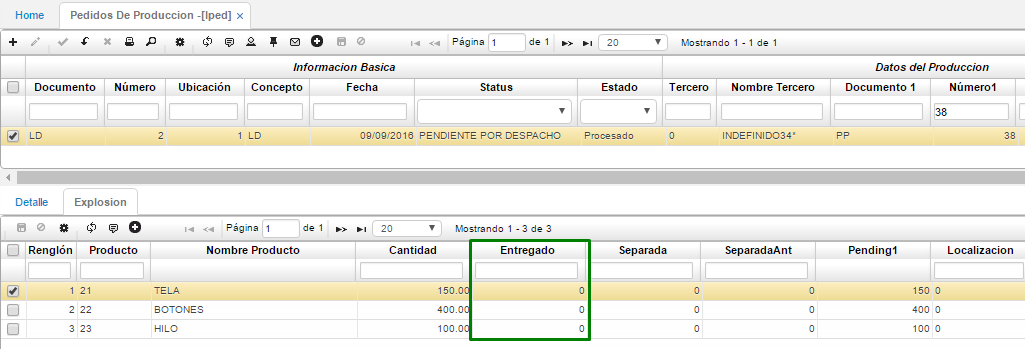 Home Pedidos De Produccion -[lped] ×
Página 1 de 1 20 Mostrando 1 - 1 de 1
Informacion Basica Datos del Produccion
Documento Número Ubicación Concepto Fecha Status Estado Tercero Nombre Tercero Documento 1 Número1
38
LD 2 1 LD 09/09/2016 PENDIENTE POR DESPACHO Procesado 0 INDEFINIDO34* PP 38
Detalle Explosion
Página 1 de 1 20 Mostrando 1 - 3 de 3
Renglón Producto Nombre Producto Cantidad Entregado Separada SeparadaAnt Pending1 Localizacion
1 21 TELA 150.00 0 0 0 150 0
2 22 BOTONES 400.00 0 0 0 400 0
3 23 HILO 100.00 0 0 0 100 0